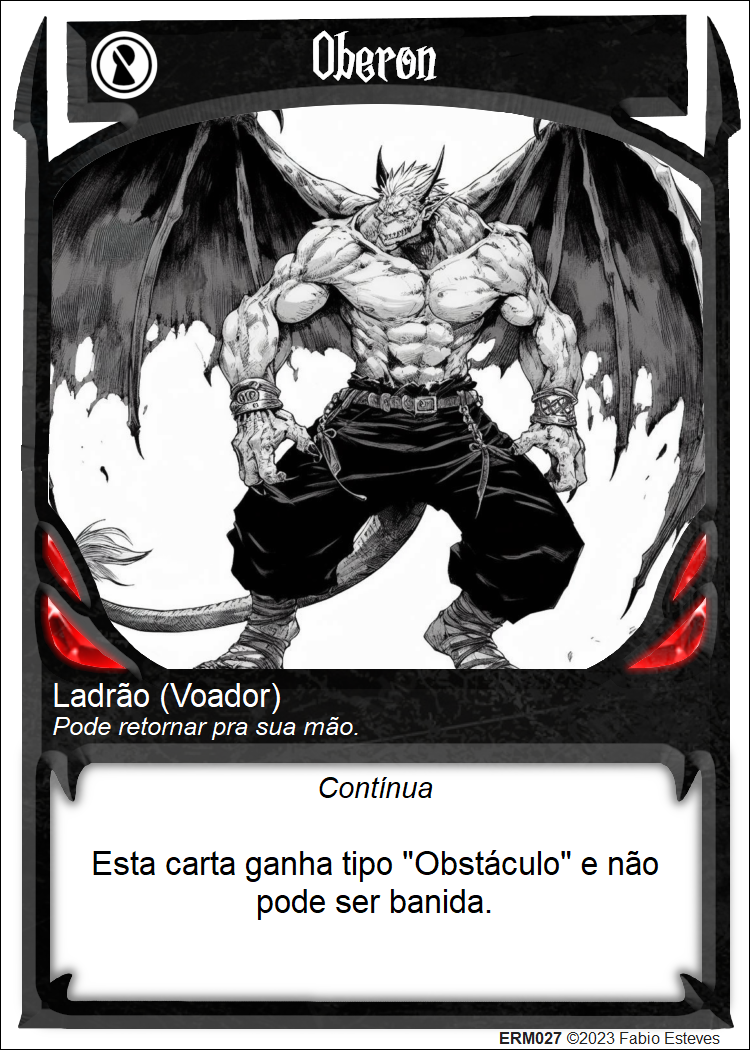 Oberon
Ladrão (Voador)
Pode retornar pra sua mão.
Contínua
Esta carta ganha tipo "Obstáculo" e não
pode ser banida.
ERM027 ©2023 Fabio Esteves